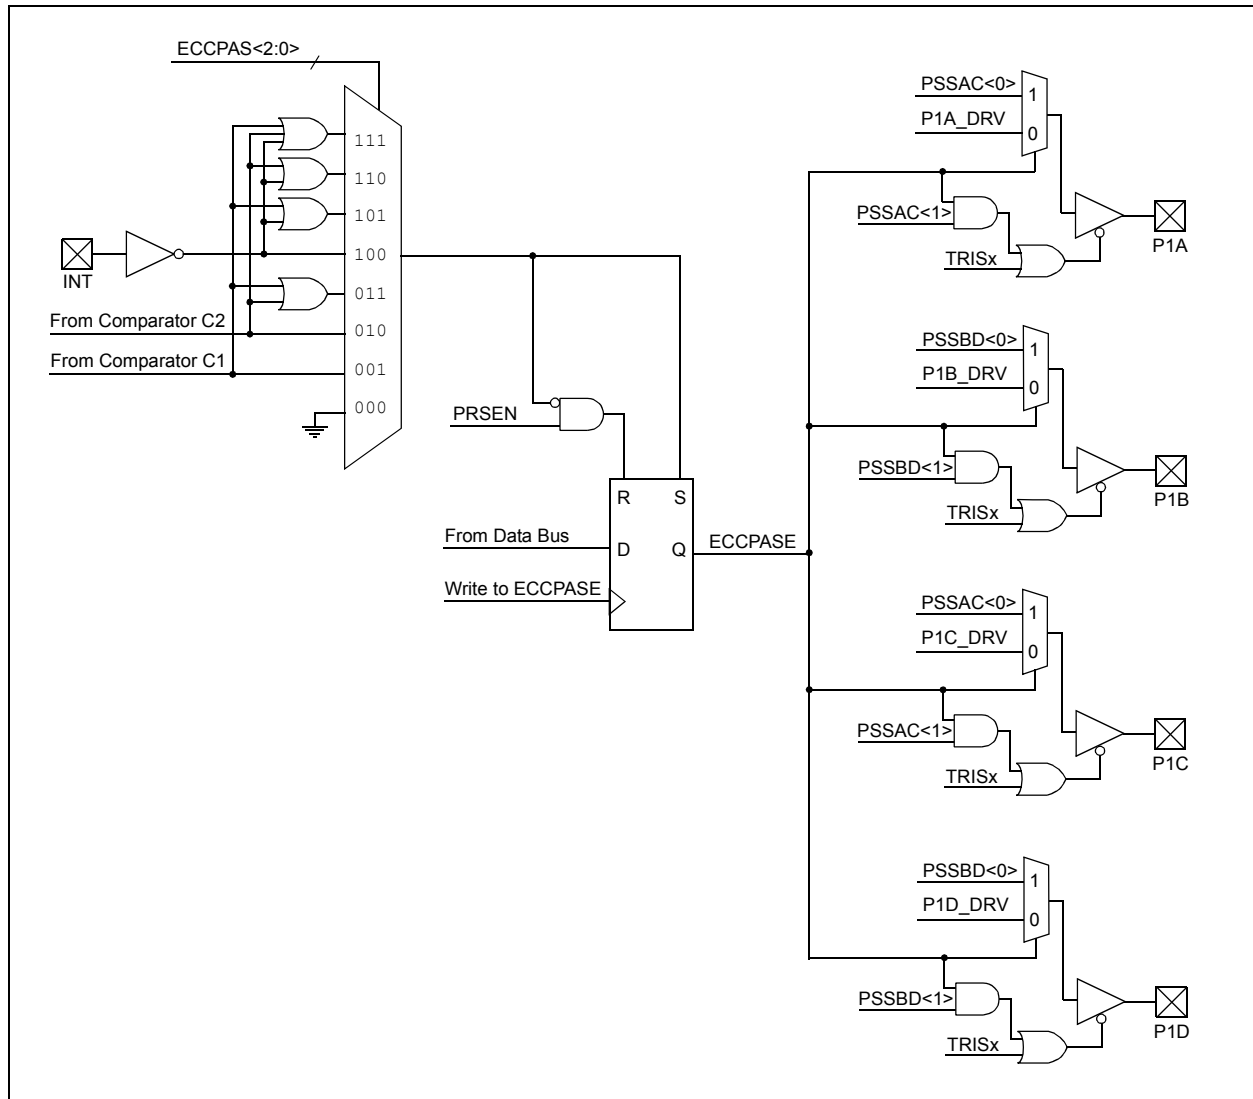 ECCPAS<2:0>
111
110
101
100
011
010
001
000
INT
From Comparator C2
From Comparator C1
PRSEN
R S
From Data Bus
D Q
ECCPASE
Write to ECCPASE
PSSAC<0>
1
P1A_DRV
0
PSSAC<1>
TRISx
P1A
PSSBD<0>
1
P1B_DRV
0
PSSBD<1>
TRISx
P1B
PSSAC<0>
1
P1C_DRV
0
PSSAC<1>
TRISx
P1C
PSSBD<0>
1
P1D_DRV
0
PSSBD<1>
TRISx
P1D